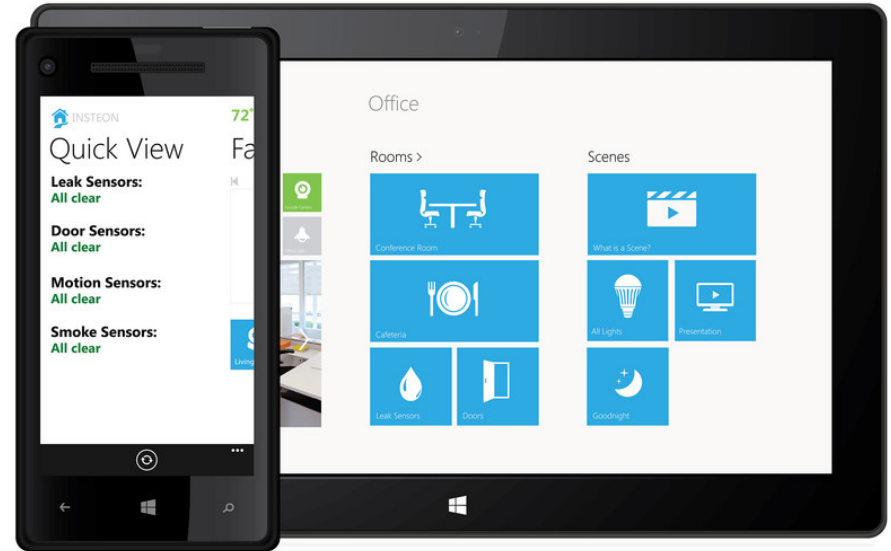 INSTEON
72°
Quick View
Fa
Leak Sensors:
All clear
Door Sensors:
All clear
Motion Sensors:
All clear
Smoke Sensors:
All clear
Living
Office
Rooms >
Conference Room
Cafeteria
Leak Sensors
Doors
Scenes
What is a Scene?
All Lights
Presentation
Goodnight